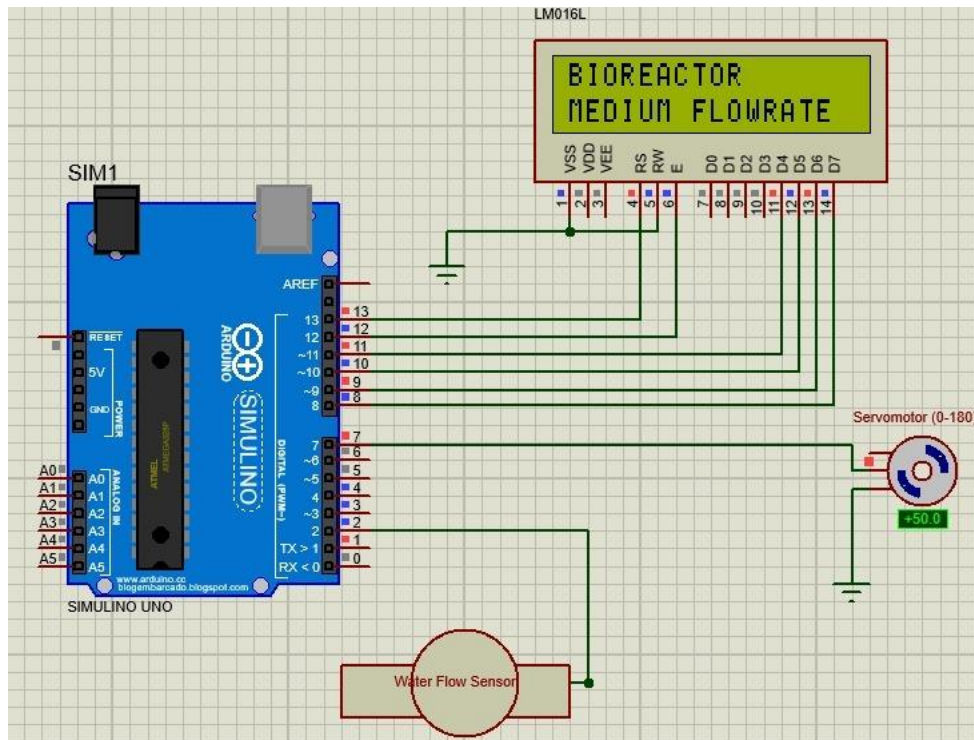 LM016L
BIOREACTOR
MEDIUM FLOWRATE
VSS
VDD
VEE
RS
RW
E
D0
D1
D2
D3
D4
D5
D6
D7
1
2
3
4
5
6
7
8
9
10
11
12
13
14
SIM1
AREF
13 13
12 12
~11 11
~10 10
~9 9
8 8
7 7
~6 6
~5 5
4 4
~3 3
2 2
TX > 1 1
RX < 0 0
RESET
5V
GND
POWER
A0 A0
A1 A1
A2 A2
A3 A3
A4 A4
A5 A5
ANALOG IN
ATMEL
ATMEGA328P
ARDUINO
SIMULINO
DIGITAL (PWM~)
www.arduino.cc
blogembarcado.blogspot.com
SIMULINO UNO
Servomotor (0-180
+50.0
Water Flow Sensor